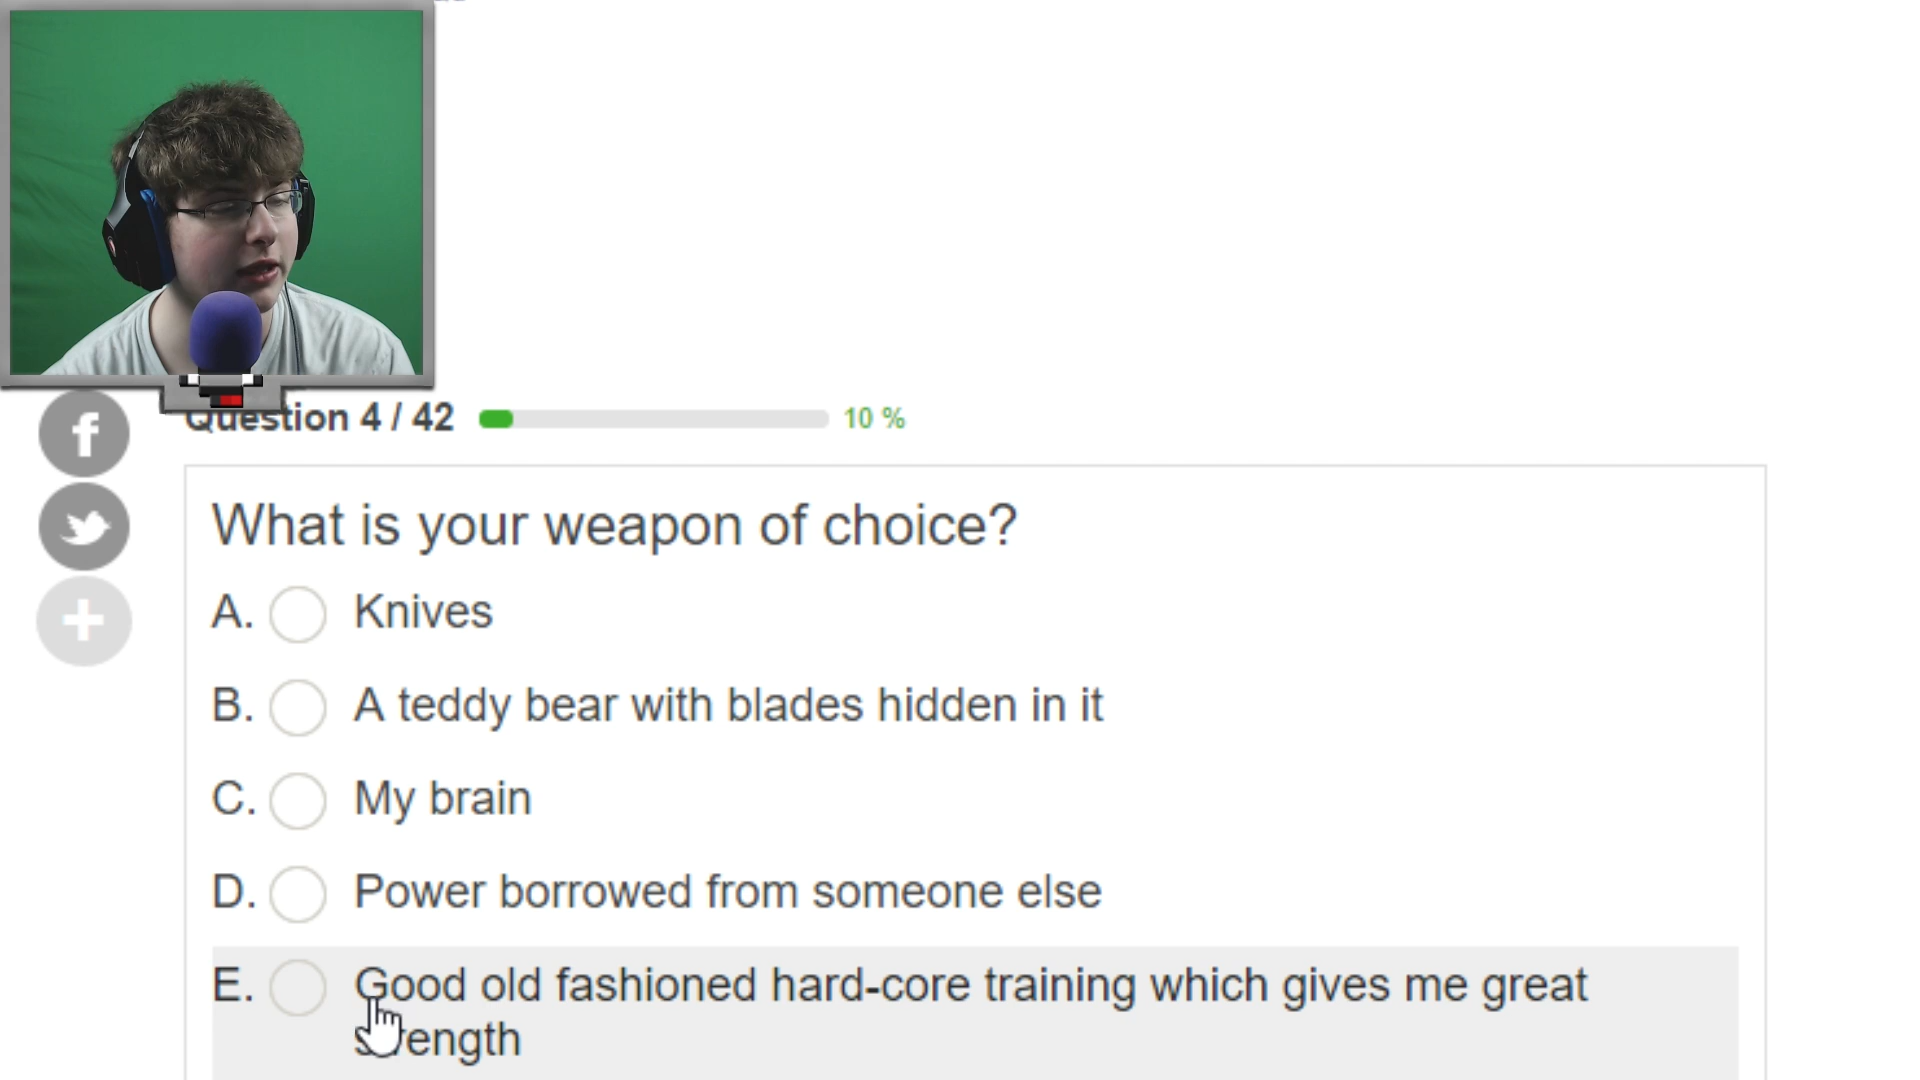 Question 4 / 42
10 %
What is your weapon of choice?
A. Knives
B. A teddy bear with blades hidden in it
C. My brain
D. Power borrowed from someone else
E. Good old fashioned hard-core training which gives me great
strength